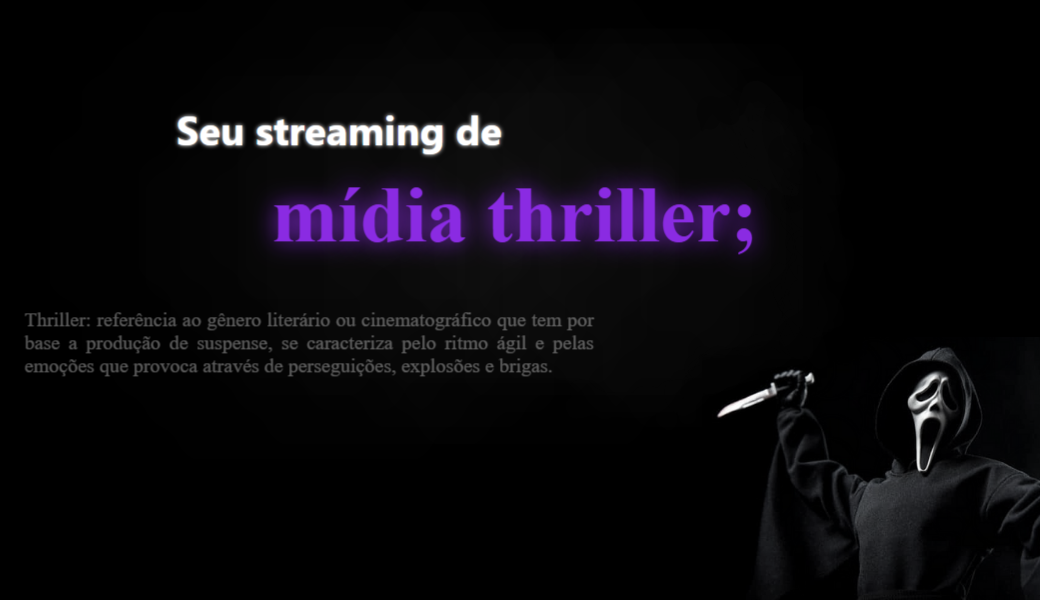 Seu streaming de
mídia thriller;
Thriller: referência ao gênero literário ou cinematográfico que tem por
base a produção de suspense, se caracteriza pelo ritmo ágil e pelas
emoções que provoca através de perseguições, explosões e brigas.